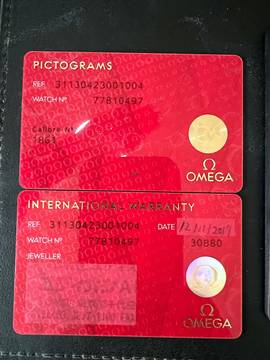 PICTOGRAMS
REF. 31130423001004
WATCH Nº 77810497
Calibre Nº
1861
Ω
OMEGA
INTERNATIONAL WARRANTY
REF. 31130423001004 DATE 12/11/2019
WATCH Nº 77810497 30880
JEWELLER
Ω
OMEGA